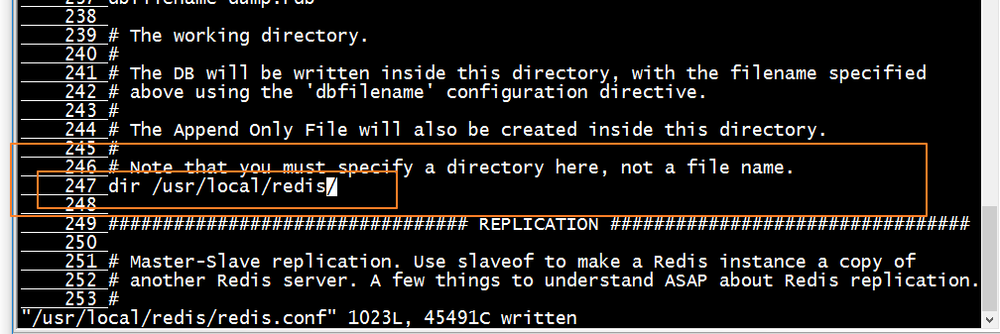 237 dbfilename dump.rdb
238
239 # The working directory.
240 #
241 # The DB will be written inside this directory, with the filename specified
242 # above using the 'dbfilename' configuration directive.
243 #
244 # The Append Only File will also be created inside this directory.
245 #
246 # Note that you must specify a directory here, not a file name.
247 dir /usr/local/redis/
248
249 ################################# REPLICATION #################################
250
251 # Master-Slave replication. Use slaveof to make a Redis instance a copy of
252 # another Redis server. A few things to understand ASAP about Redis replication.
253 #
"/usr/local/redis/redis.conf" 1023L, 45491C written